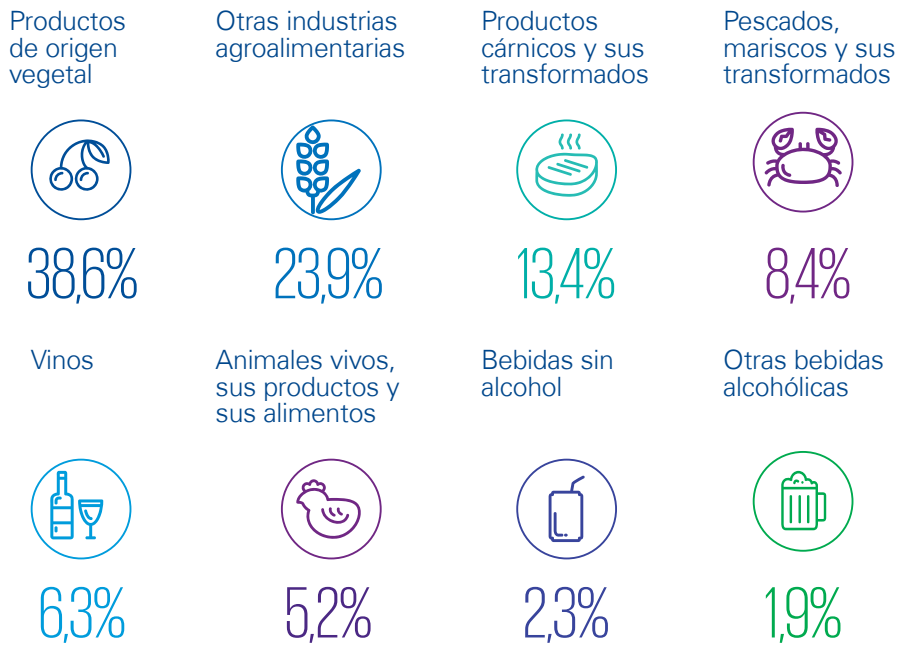 Productos
de origen
vegetal
38,6%
Otras industrias
agroalimentarias
23,9%
Productos
cárnicos y sus
transformados
13,4%
Pescados,
mariscos y sus
transformados
8,4%
Vinos
6,3%
Animales vivos,
sus productos y
sus alimentos
5,2%
Bebidas sin
alcohol
2,3%
Otras bebidas
alcohólicas
1,9%